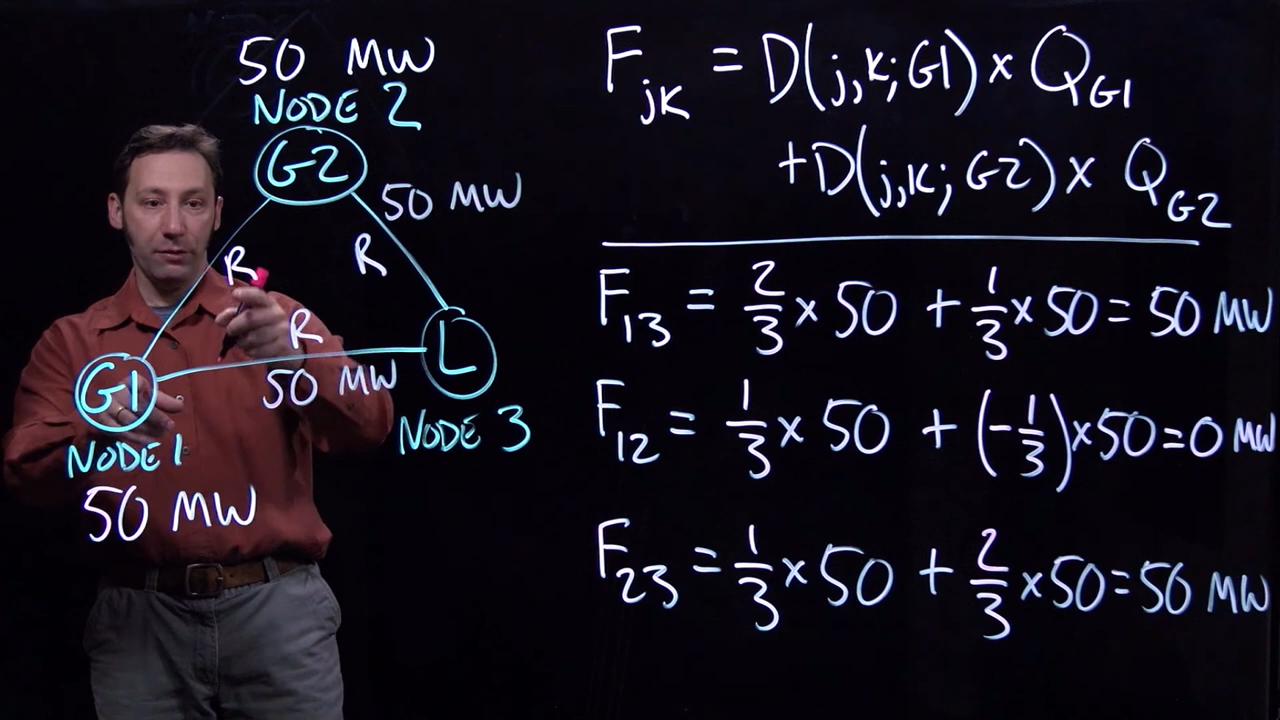 50 MW
NODE 2
G2
50 MW
R
R
R
G1
L
50 MW
NODE 1
NODE 3
50 MW
F_jk = D(j,k;G1) × Q_G1
+D(j,k;G2) × Q_G2
F_13 = 2/3 × 50 + 1/3 × 50 = 50 MW
F_12 = 1/3 × 50 + (-1/3) × 50 = 0 MW
F_23 = 1/3 × 50 + 2/3 × 50 = 50 MW